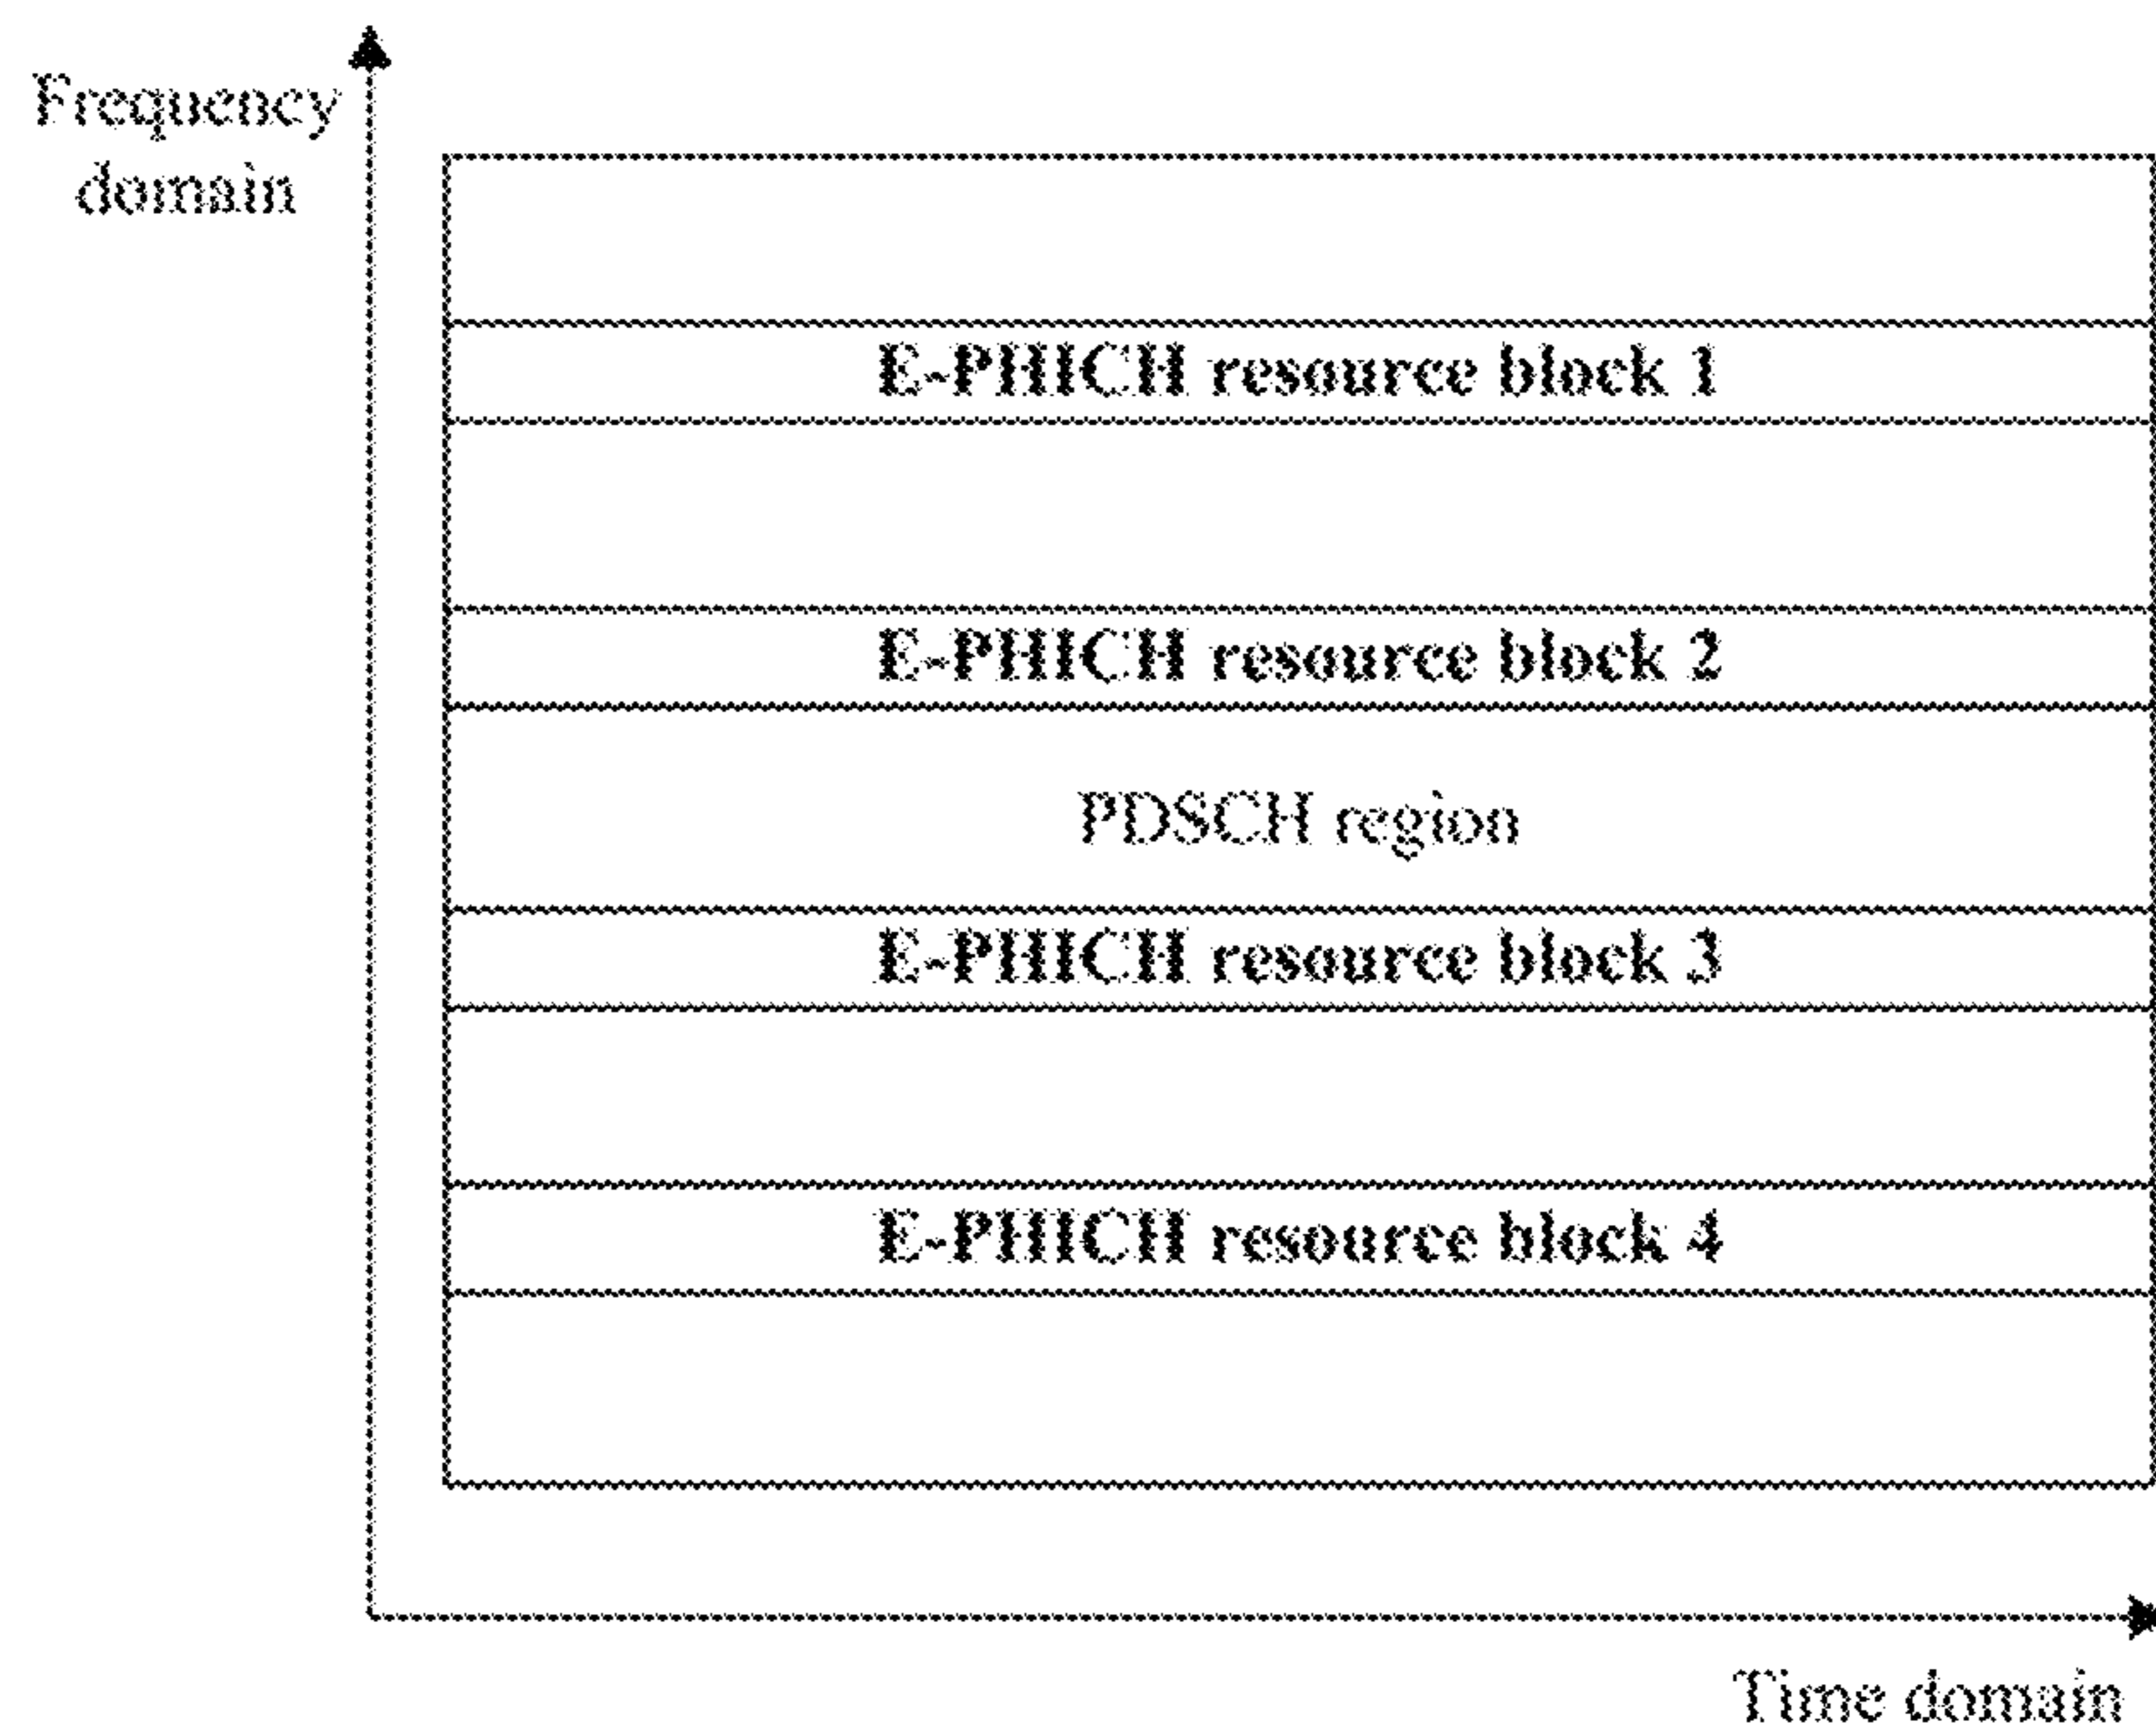 Frequency
domain
E-PHICH resource block 1
E-PHICH resource block 2
PDSCH region
E-PHICH resource block 3
E-PHICH resource block 4
Time domain